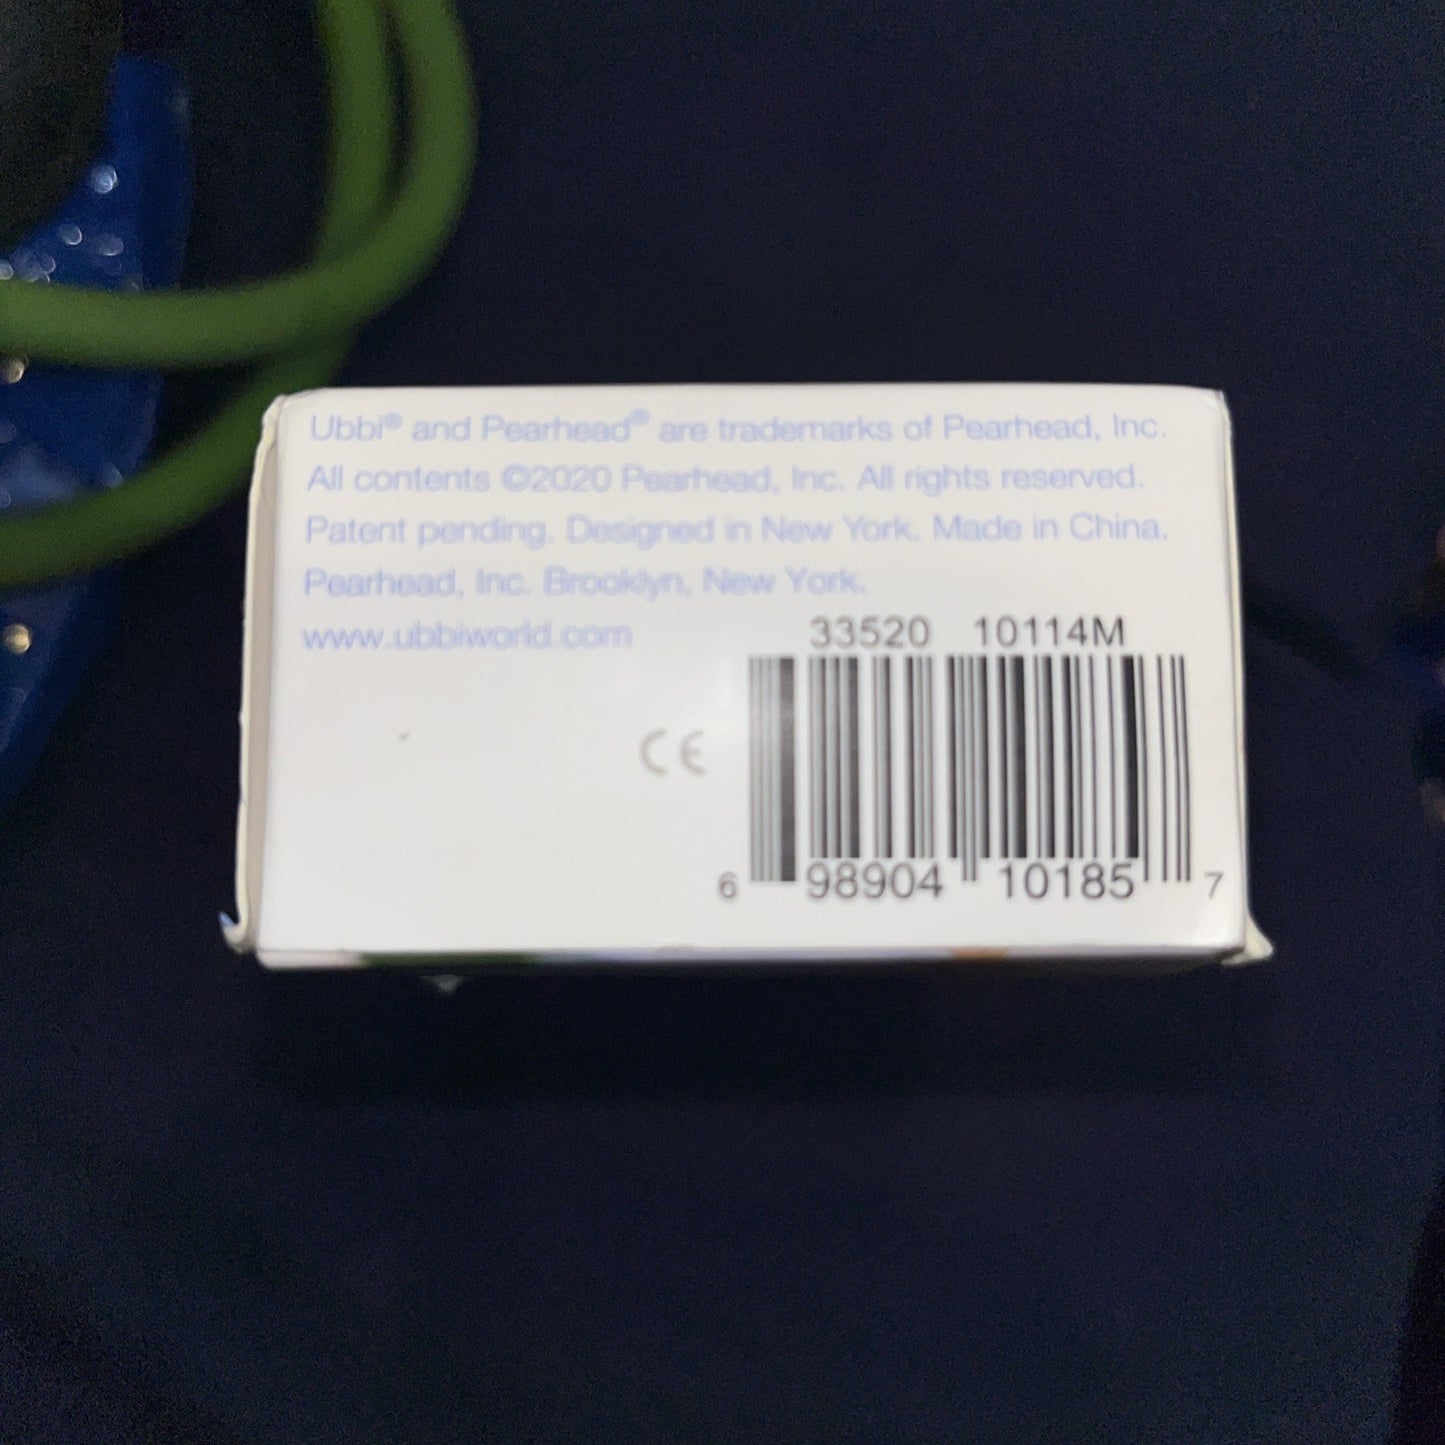 Ubbi® and Pearhead® are trademarks of Pearhead, Inc.
All contents ©2020 Pearhead, Inc. All rights reserved.
Patent pending. Designed in New York. Made in China.
Pearhead, Inc. Brooklyn, New York.
www.ubbiworld.com
33520 10114M
CE
6 98904 10185 7